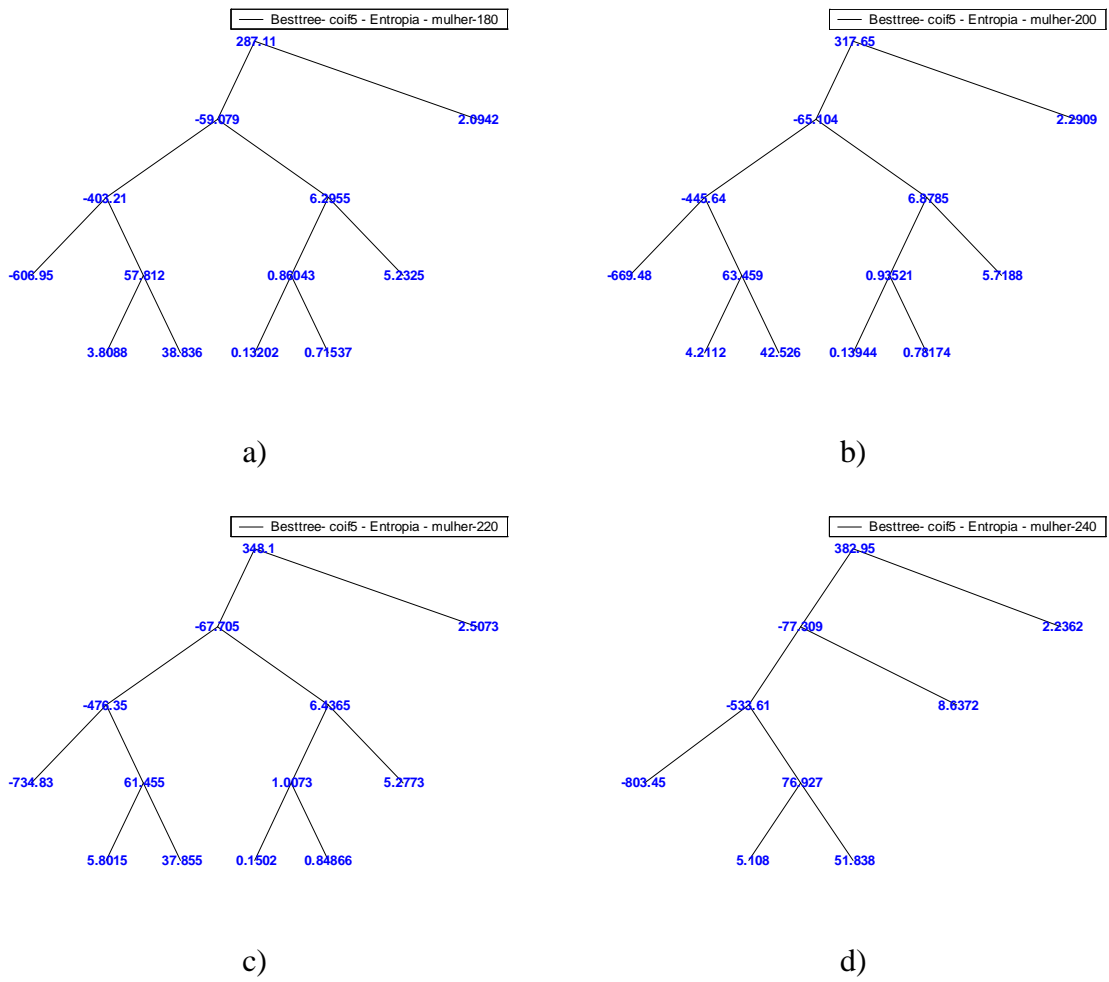 Besttree- coif5 - Entropia - mulher-180
287.11
-59.079 2.0942
-403.21 6.2955
-606.95 57.812 0.86043 5.2325
3.8088 38.836 0.13202 0.71537
a)
Besttree- coif5 - Entropia - mulher-200
317.65
-65.104 2.2909
-445.64 6.8785
-669.48 63.459 0.93521 5.7188
4.2112 42.526 0.13944 0.78174
b)
Besttree- coif5 - Entropia - mulher-220
348.1
-67.705 2.5073
-476.35 6.4365
-734.83 61.455 1.0073 5.2773
5.8015 37.855 0.1502 0.84866
c)
Besttree- coif5 - Entropia - mulher-240
382.95
-77.309 2.2362
-533.61 8.6372
-803.45 76.927
5.108 51.838
d)